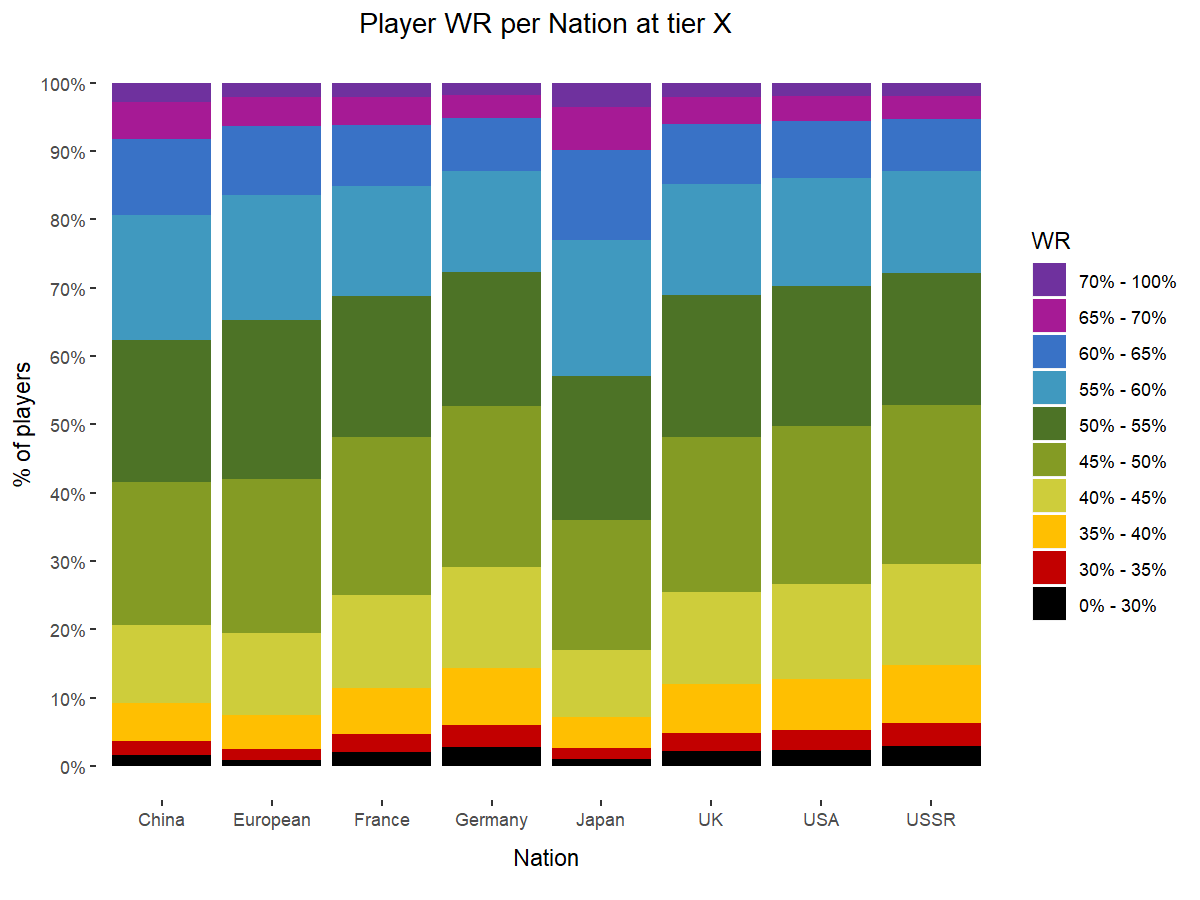 Player WR per Nation at tier X
100%
90%
80%
70%
60%
50%
40%
30%
20%
10%
0%
% of players
China European France Germany Japan UK USA USSR
Nation
WR
70% - 100%
65% - 70%
60% - 65%
55% - 60%
50% - 55%
45% - 50%
40% - 45%
35% - 40%
30% - 35%
0% - 30%